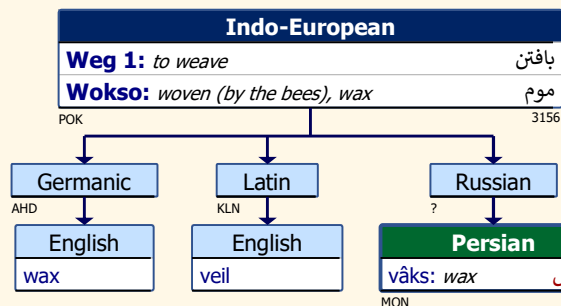 Indo-European
Weg 1: to weave بافتن
Wokso: woven (by the bees), wax موم
POK 3156
Germanic Latin Russian
AHD KLN ?
English English Persian
wax veil vâks: wax
MON